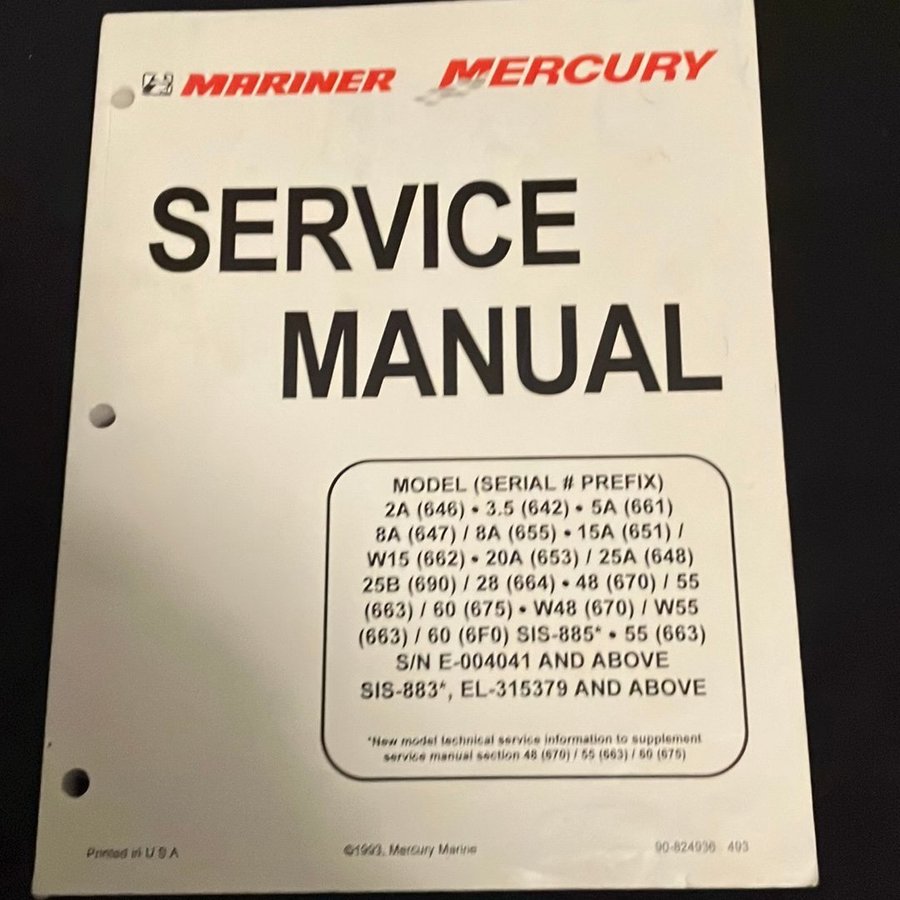 MARINER MERCURY
SERVICE
MANUAL
MODEL (SERIAL # PREFIX)
2A (646) • 3.5 (642) • 5A (661)
8A (647) / 8A (655) • 15A (651) /
W15 (662) • 20A (653) / 25A (648)
25B (690) / 28 (664) • 48 (670) / 55
(663) / 60 (675) • W48 (670) / W55
(663) / 60 (6F0) SIS-885* • 55 (663)
S/N E-004041 AND ABOVE
SIS-883*, EL-315379 AND ABOVE
*New model technical service information to supplement
service manual section 48 (670) / 55 (663) / 60 (675)
Printed in U S A
©1993, Mercury Marine
90-824936 493